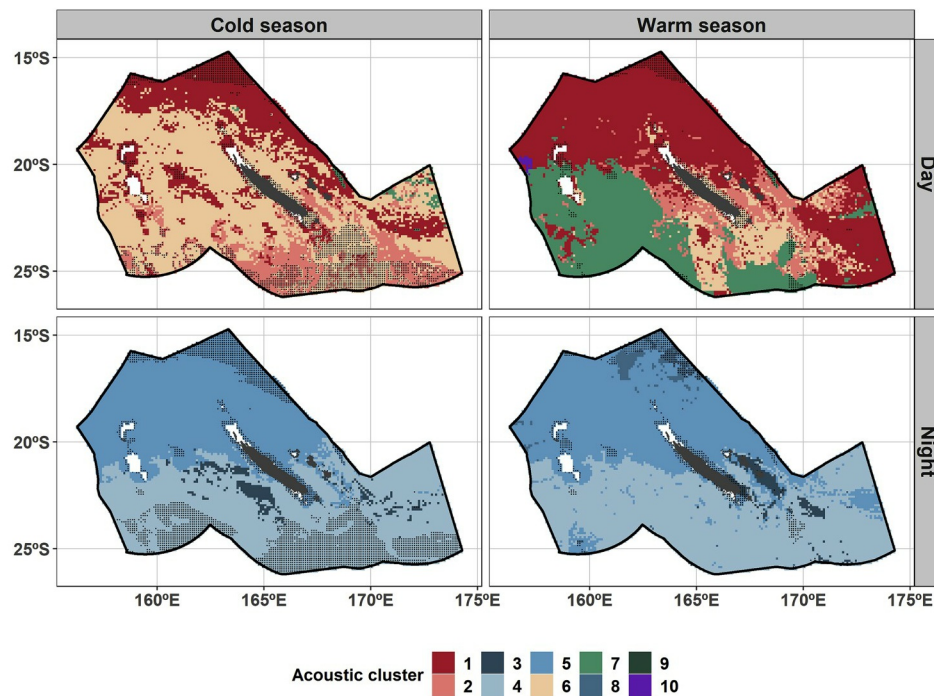 Cold season
Warm season
15ºS
20ºS
25ºS
Day
15ºS
20ºS
25ºS
Night
160ºE
165ºE
170ºE
175ºE
160ºE
165ºE
170ºE
175ºE
Acoustic cluster
1 3 5 7 9
2 4 6 8 10